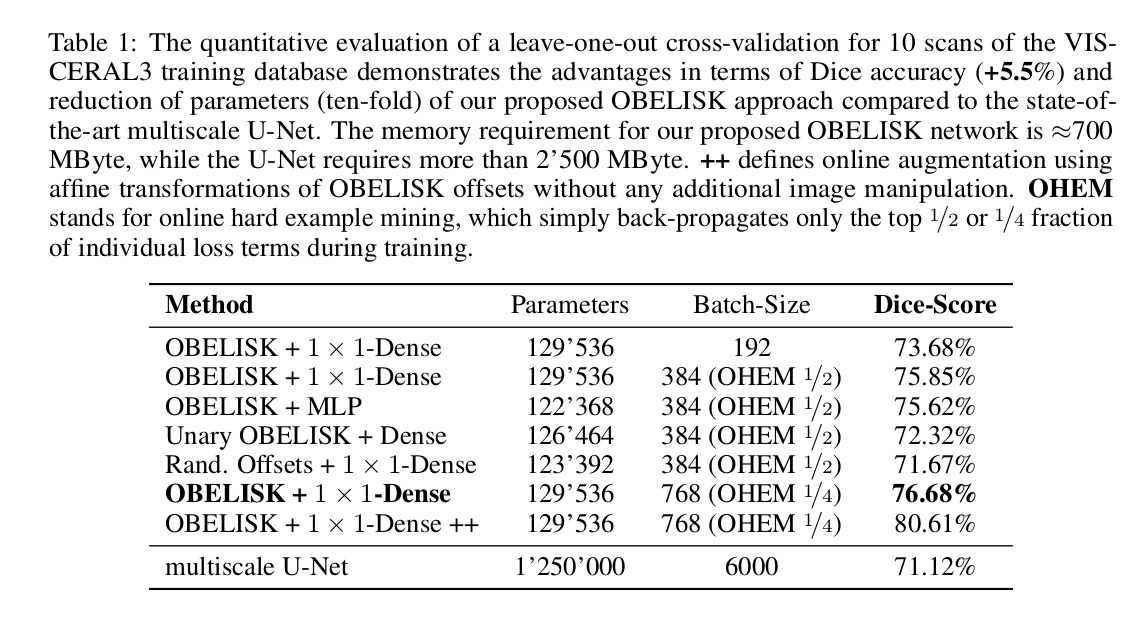 Table 1: The quantitative evaluation of a leave-one-out cross-validation for 10 scans of the VIS-
CERAL3 training database demonstrates the advantages in terms of Dice accuracy (+5.5%) and
reduction of parameters (ten-fold) of our proposed OBELISK approach compared to the state-of-
the-art multiscale U-Net. The memory requirement for our proposed OBELISK network is ≈700
MByte, while the U-Net requires more than 2'500 MByte. ++ defines online augmentation using
affine transformations of OBELISK offsets without any additional image manipulation. OHEM
stands for online hard example mining, which simply back-propagates only the top 1/2 or 1/4 fraction
of individual loss terms during training.
Method Parameters Batch-Size Dice-Score
OBELISK + 1 × 1-Dense 129'536 192 73.68%
OBELISK + 1 × 1-Dense 129'536 384 (OHEM 1/2) 75.85%
OBELISK + MLP 122'368 384 (OHEM 1/2) 75.62%
Unary OBELISK + Dense 126'464 384 (OHEM 1/2) 72.32%
Rand. Offsets + 1 × 1-Dense 123'392 384 (OHEM 1/2) 71.67%
OBELISK + 1 × 1-Dense 129'536 768 (OHEM 1/4) 76.68%
OBELISK + 1 × 1-Dense ++ 129'536 768 (OHEM 1/4) 80.61%
multiscale U-Net 1'250'000 6000 71.12%